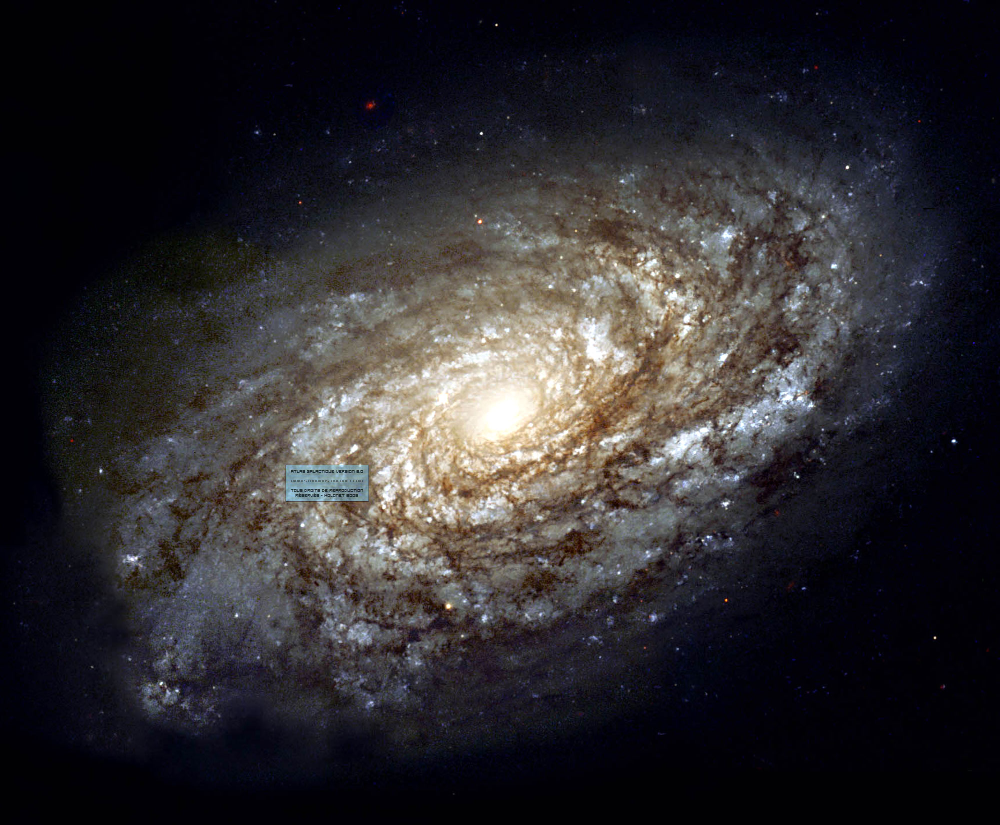 ATLAS GALACTIQUE VERSION 2.0
WWW.STARWARS-HOLONET.COM
TOUS DROITS DE REPRODUCTION
RÉSERVÉS - HOLONET 2006